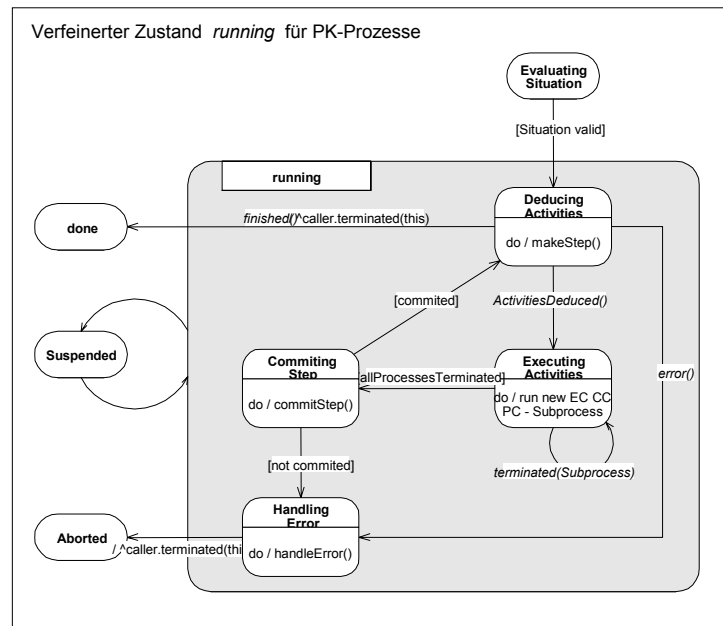 Verfeinerter Zustand running für PK-Prozesse
Evaluating
Situation
[Situation valid]
running
Deducing
Activities
do / makeStep()
done
finished()^caller.terminated(this)
[commited]
ActivitiesDeduced()
Suspended
Commiting
Step
do / commitStep()
allProcessesTerminated]
Executing
Activities
do / run new EC CC
PC - Subprocess
error()
terminated(Subprocess)
[not commited]
Handling
Error
do / handleError()
Aborted
/ ^caller.terminated(this